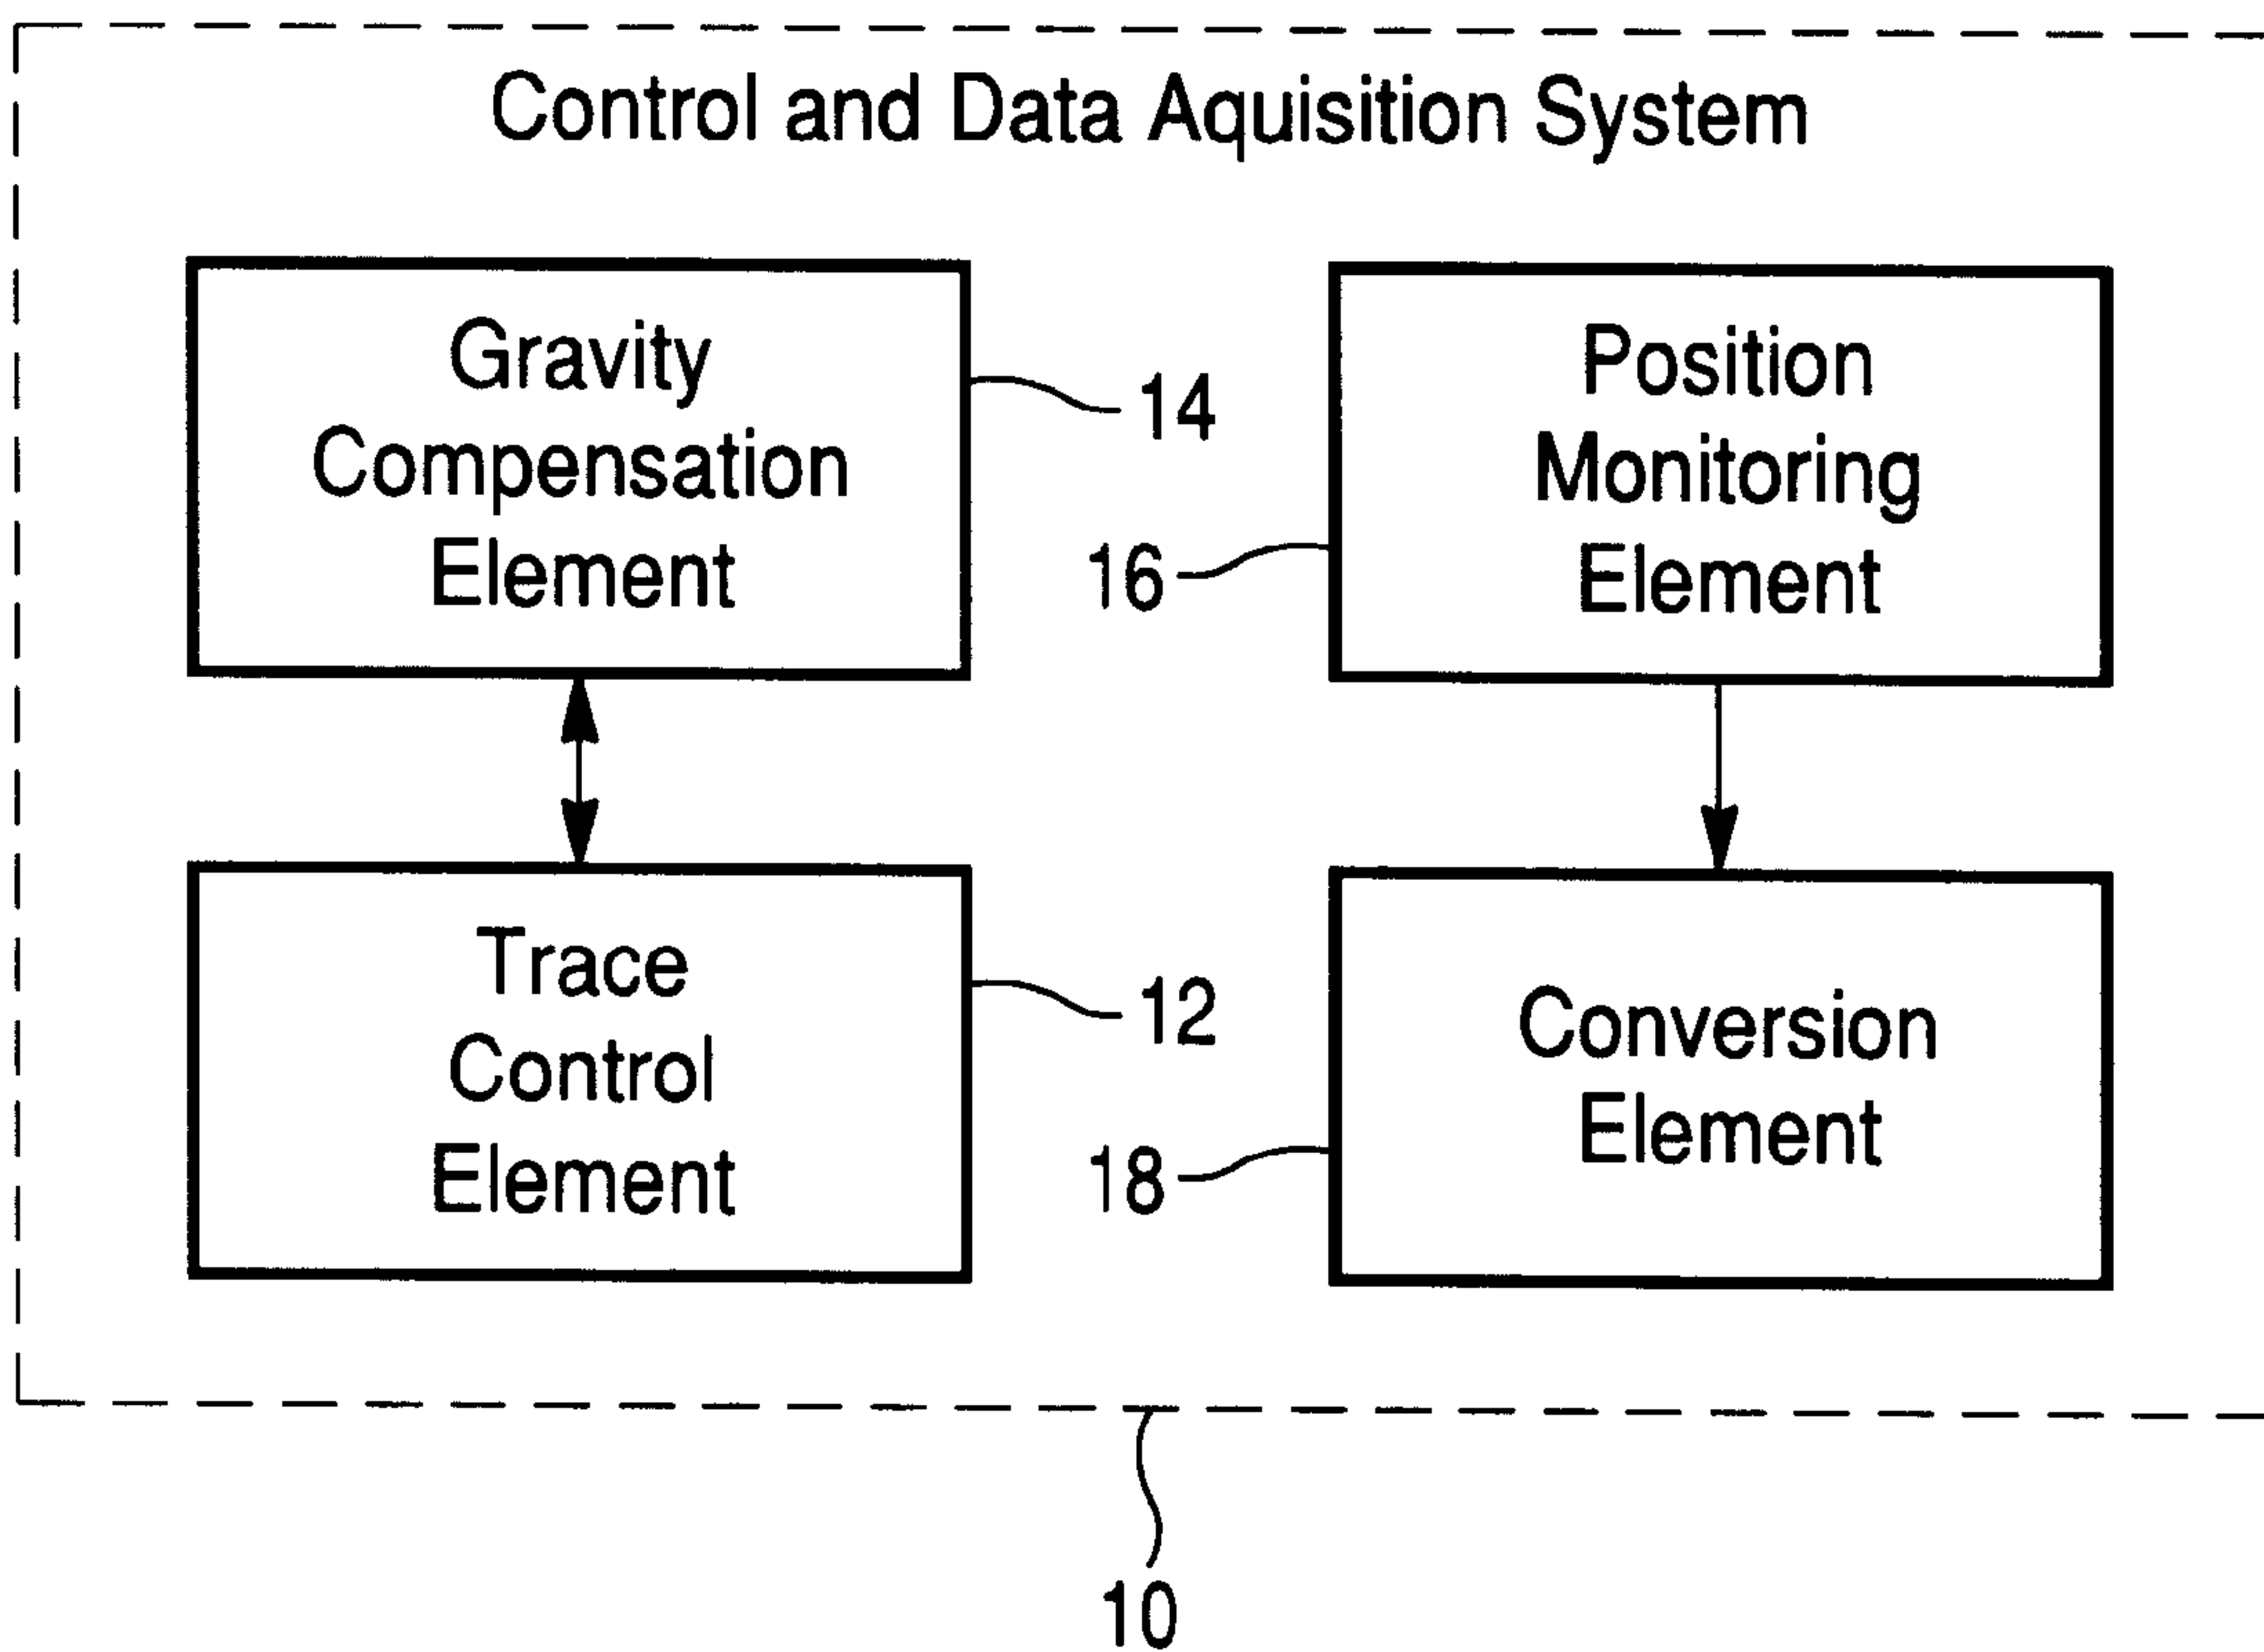 Control and Data Aquisition System
Gravity
Compensation
Element
14
Position
Monitoring
Element
16
Trace
Control
Element
12
Conversion
Element
18
10